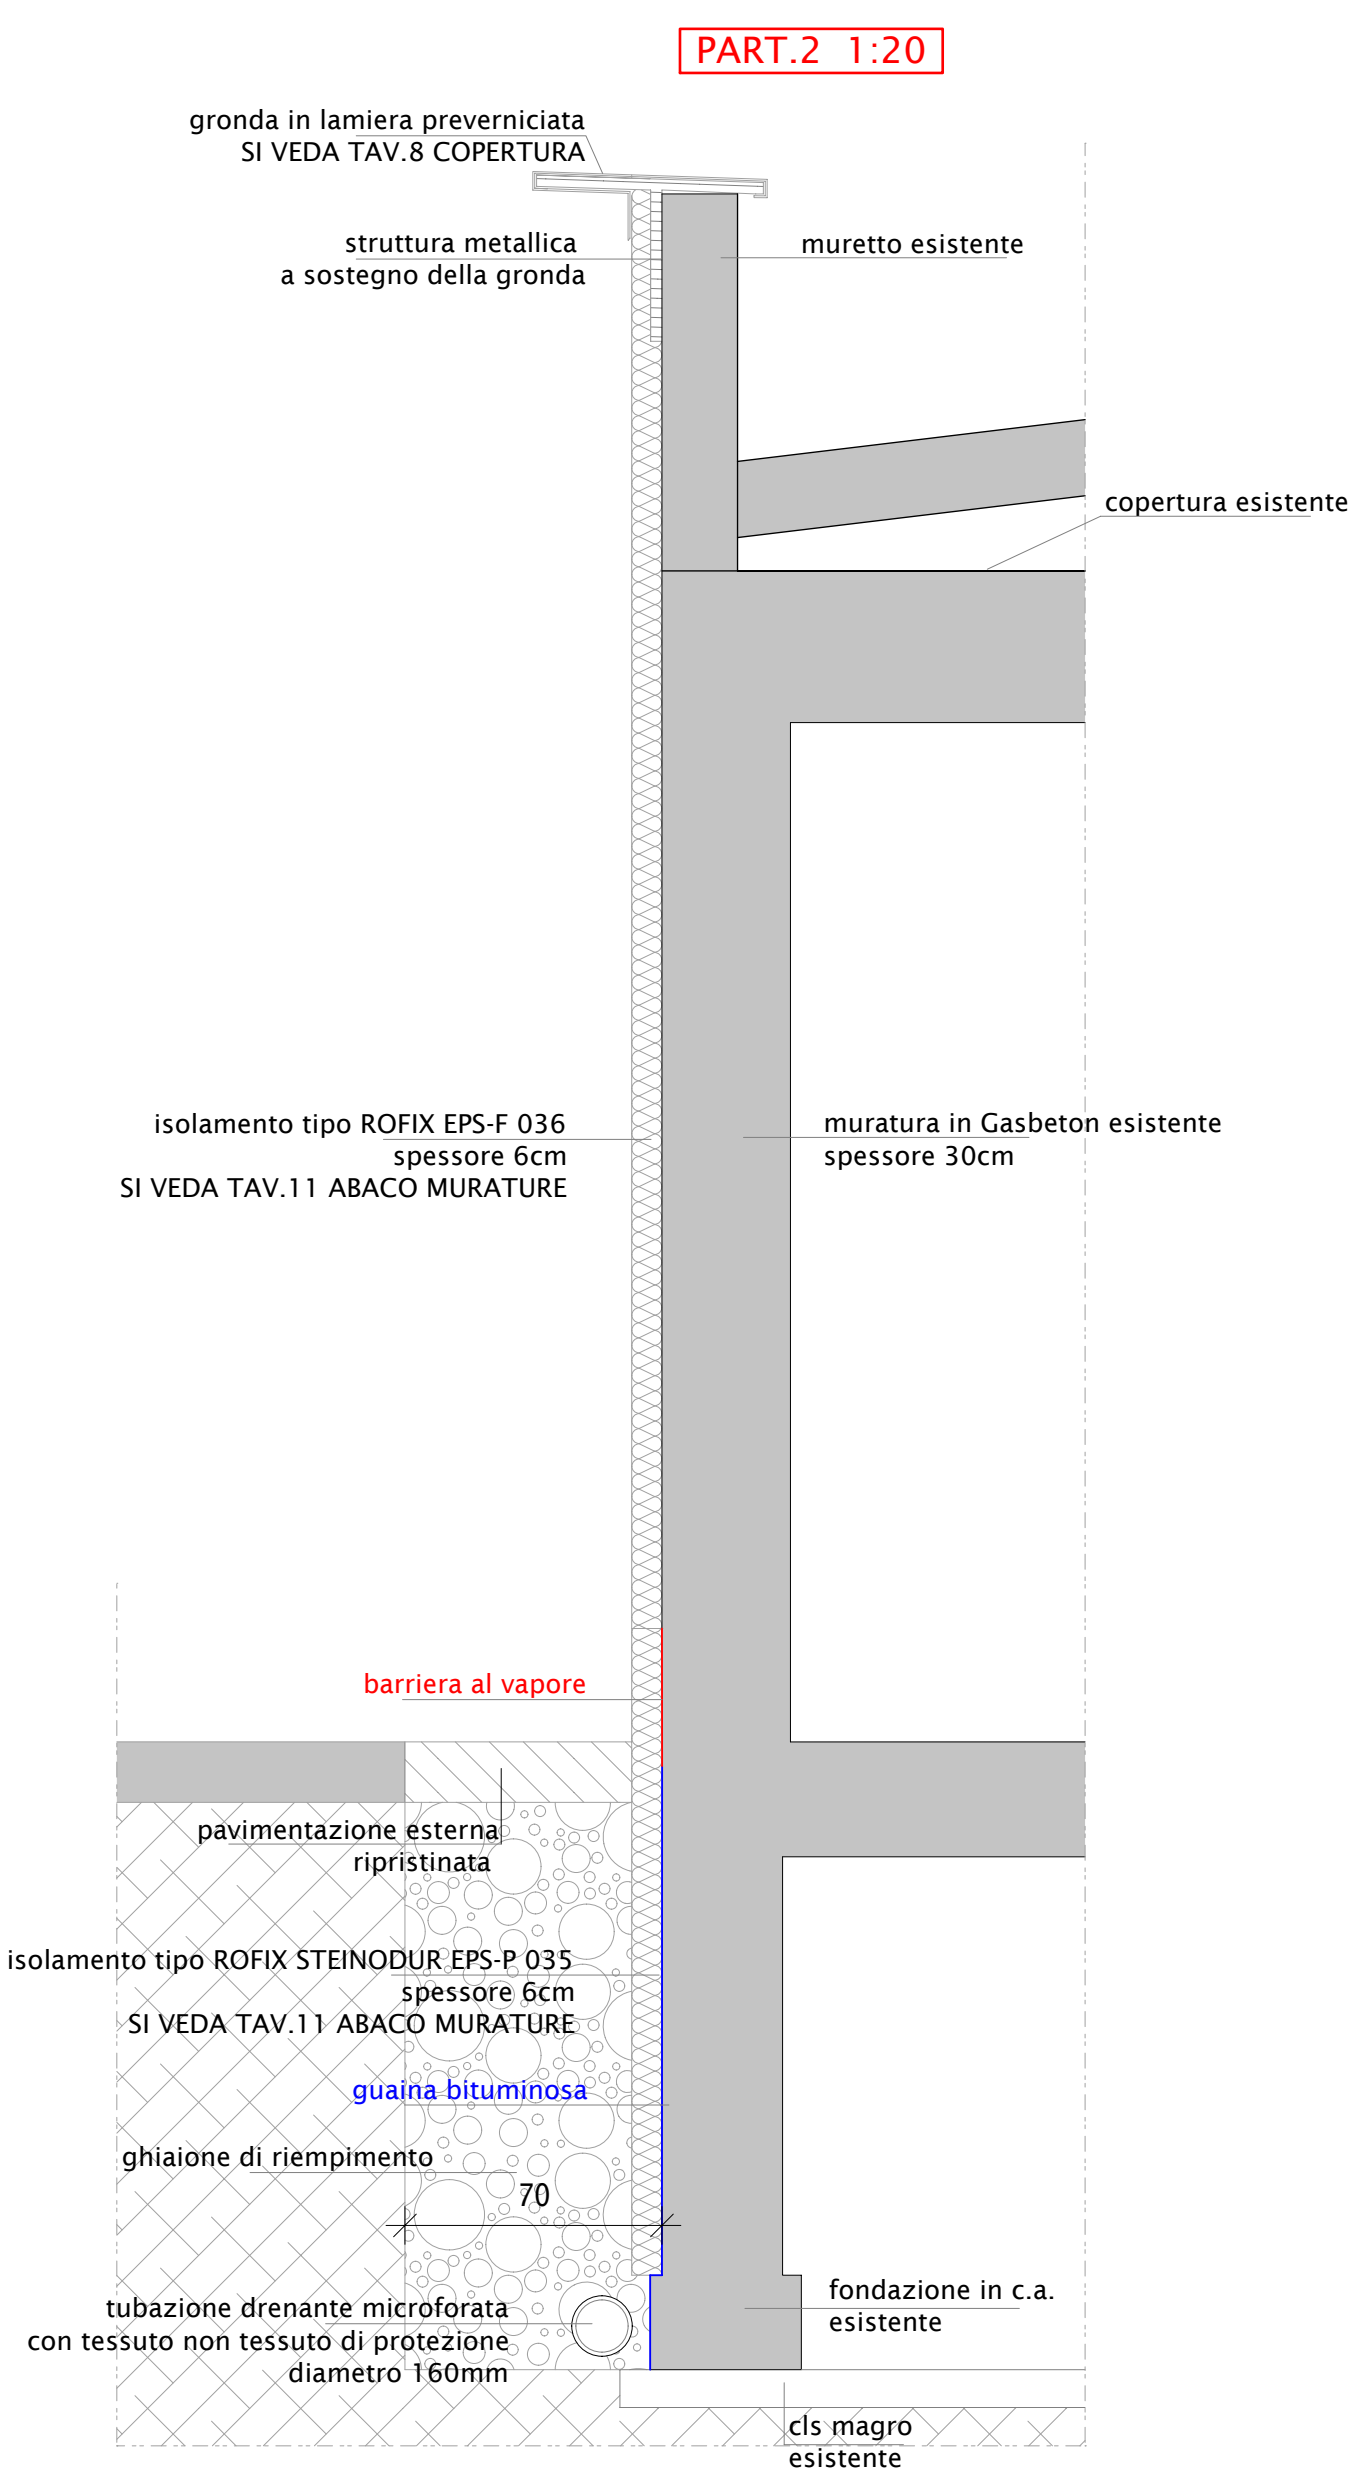 PART.2 1:20
gronda in lamiera preverniciata
SI VEDA TAV.8 COPERTURA
struttura metallica
a sostegno della gronda
muretto esistente
copertura esistente
isolamento tipo ROFIX EPS-F 036
spessore 6cm
SI VEDA TAV.11 ABACO MURATURE
muratura in Gasbeton esistente
spessore 30cm
barriera al vapore
pavimentazione esterna
ripristinata
isolamento tipo ROFIX STEINODUR EPS-P 035
spessore 6cm
SI VEDA TAV.11 ABACO MURATURE
guaina bituminosa
ghiaione di riempimento
70
tubazione drenante microforata
con tessuto non tessuto di protezione
diametro 160mm
fondazione in c.a.
esistente
cls magro
esistente